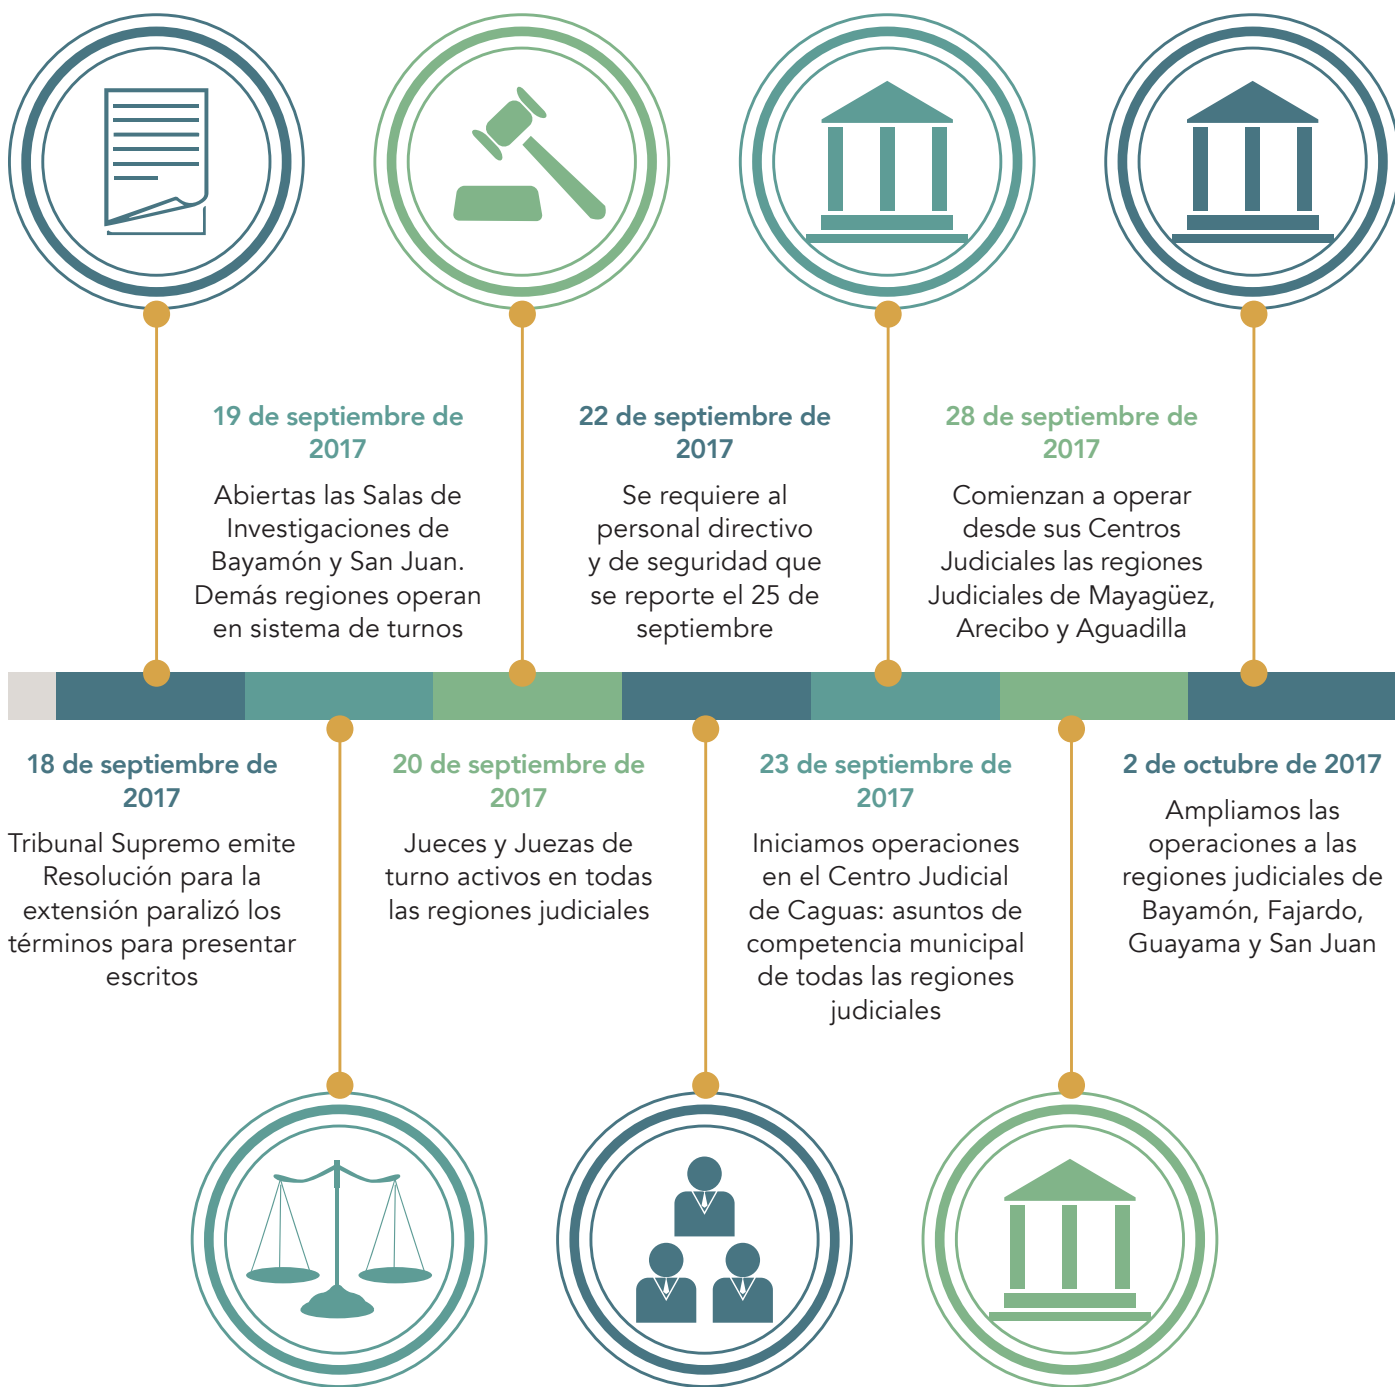 19 de septiembre de
2017
Abiertas las Salas de
Investigaciones de
Bayamón y San Juan.
Demás regiones operan
en sistema de turnos
22 de septiembre de
2017
Se requiere al
personal directivo
y de seguridad que
se reporte el 25 de
septiembre
28 de septiembre de
2017
Comienzan a operar
desde sus Centros
Judiciales las regiones
Judiciales de Mayagüez,
Arecibo y Aguadilla
18 de septiembre de
2017
Tribunal Supremo emite
Resolución para la
extensión paralizó los
términos para presentar
escritos
20 de septiembre de
2017
Jueces y Juezas de
turno activos en todas
las regiones judiciales
23 de septiembre de
2017
Iniciamos operaciones
en el Centro Judicial
de Caguas: asuntos de
competencia municipal
de todas las regiones
judiciales
2 de octubre de 2017
Ampliamos las
operaciones a las
regiones judiciales de
Bayamón, Fajardo,
Guayama y San Juan